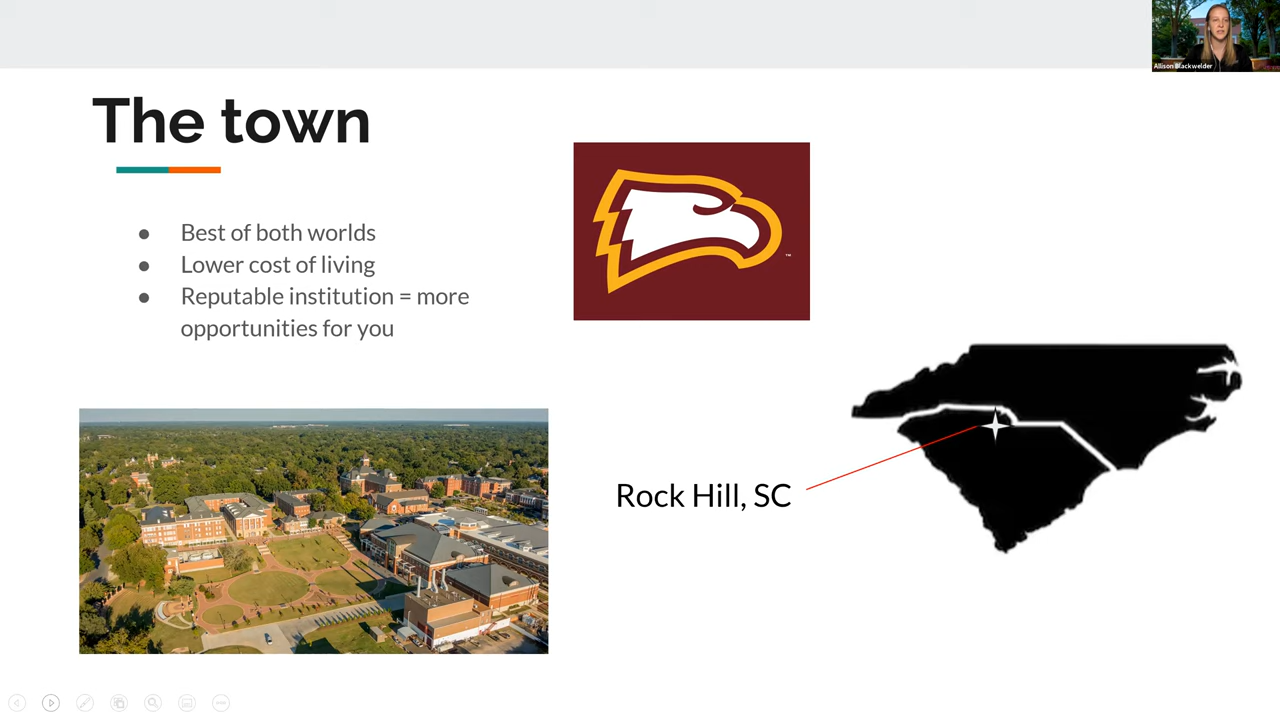 Allison Blackwelder
The town
● Best of both worlds
● Lower cost of living
● Reputable institution = more
opportunities for you
™
Rock Hill, SC